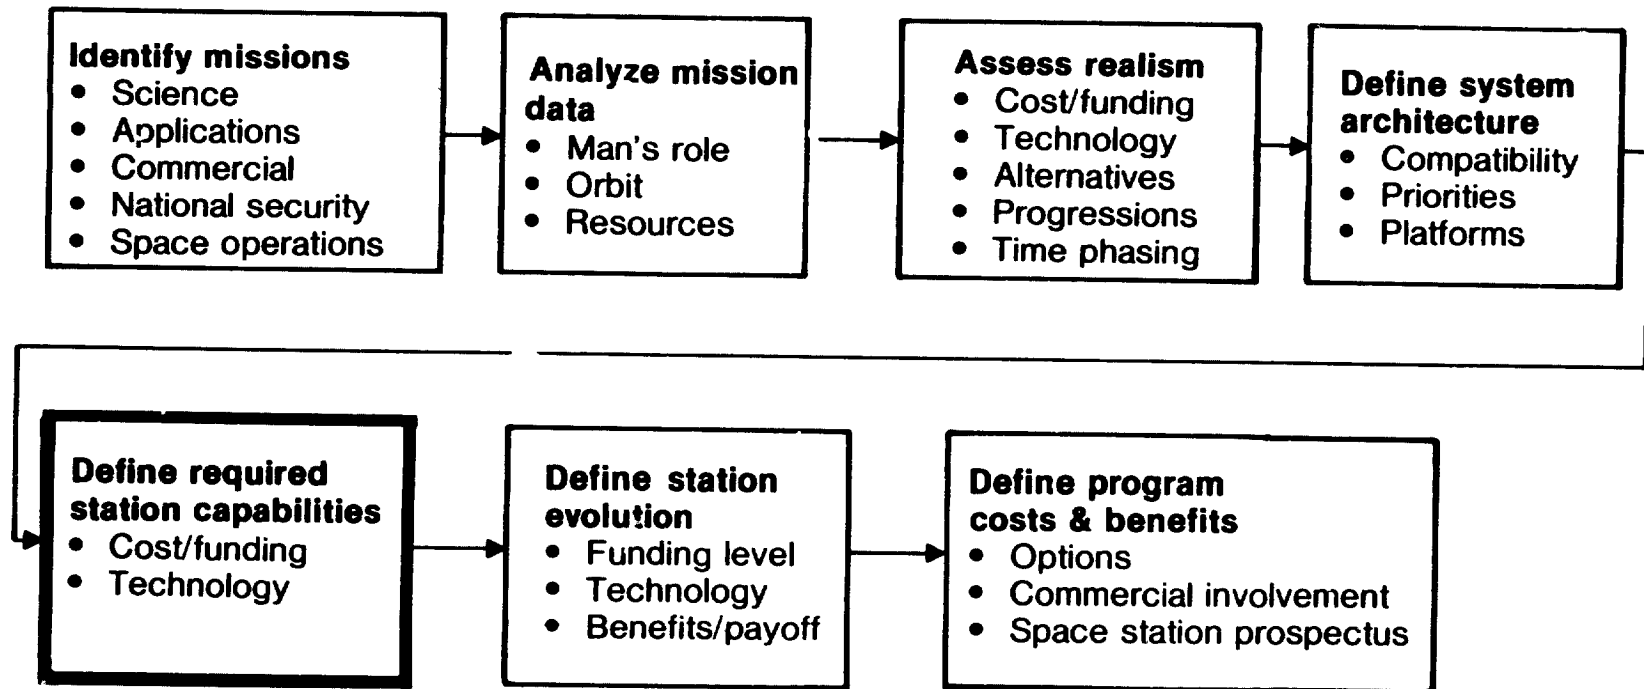 Identify missions
• Science
• Applications
• Commercial
• National security
• Space operations
Analyze mission
data
• Man's role
• Orbit
• Resources
Assess realism
• Cost/funding
• Technology
• Alternatives
• Progressions
• Time phasing
Define system
architecture
• Compatibility
• Priorities
• Platforms
Define required
station capabilities
• Cost/funding
• Technology
Define station
evolution
• Funding level
• Technology
• Benefits/payoff
Define program
costs & benefits
• Options
• Commercial involvement
• Space station prospectus